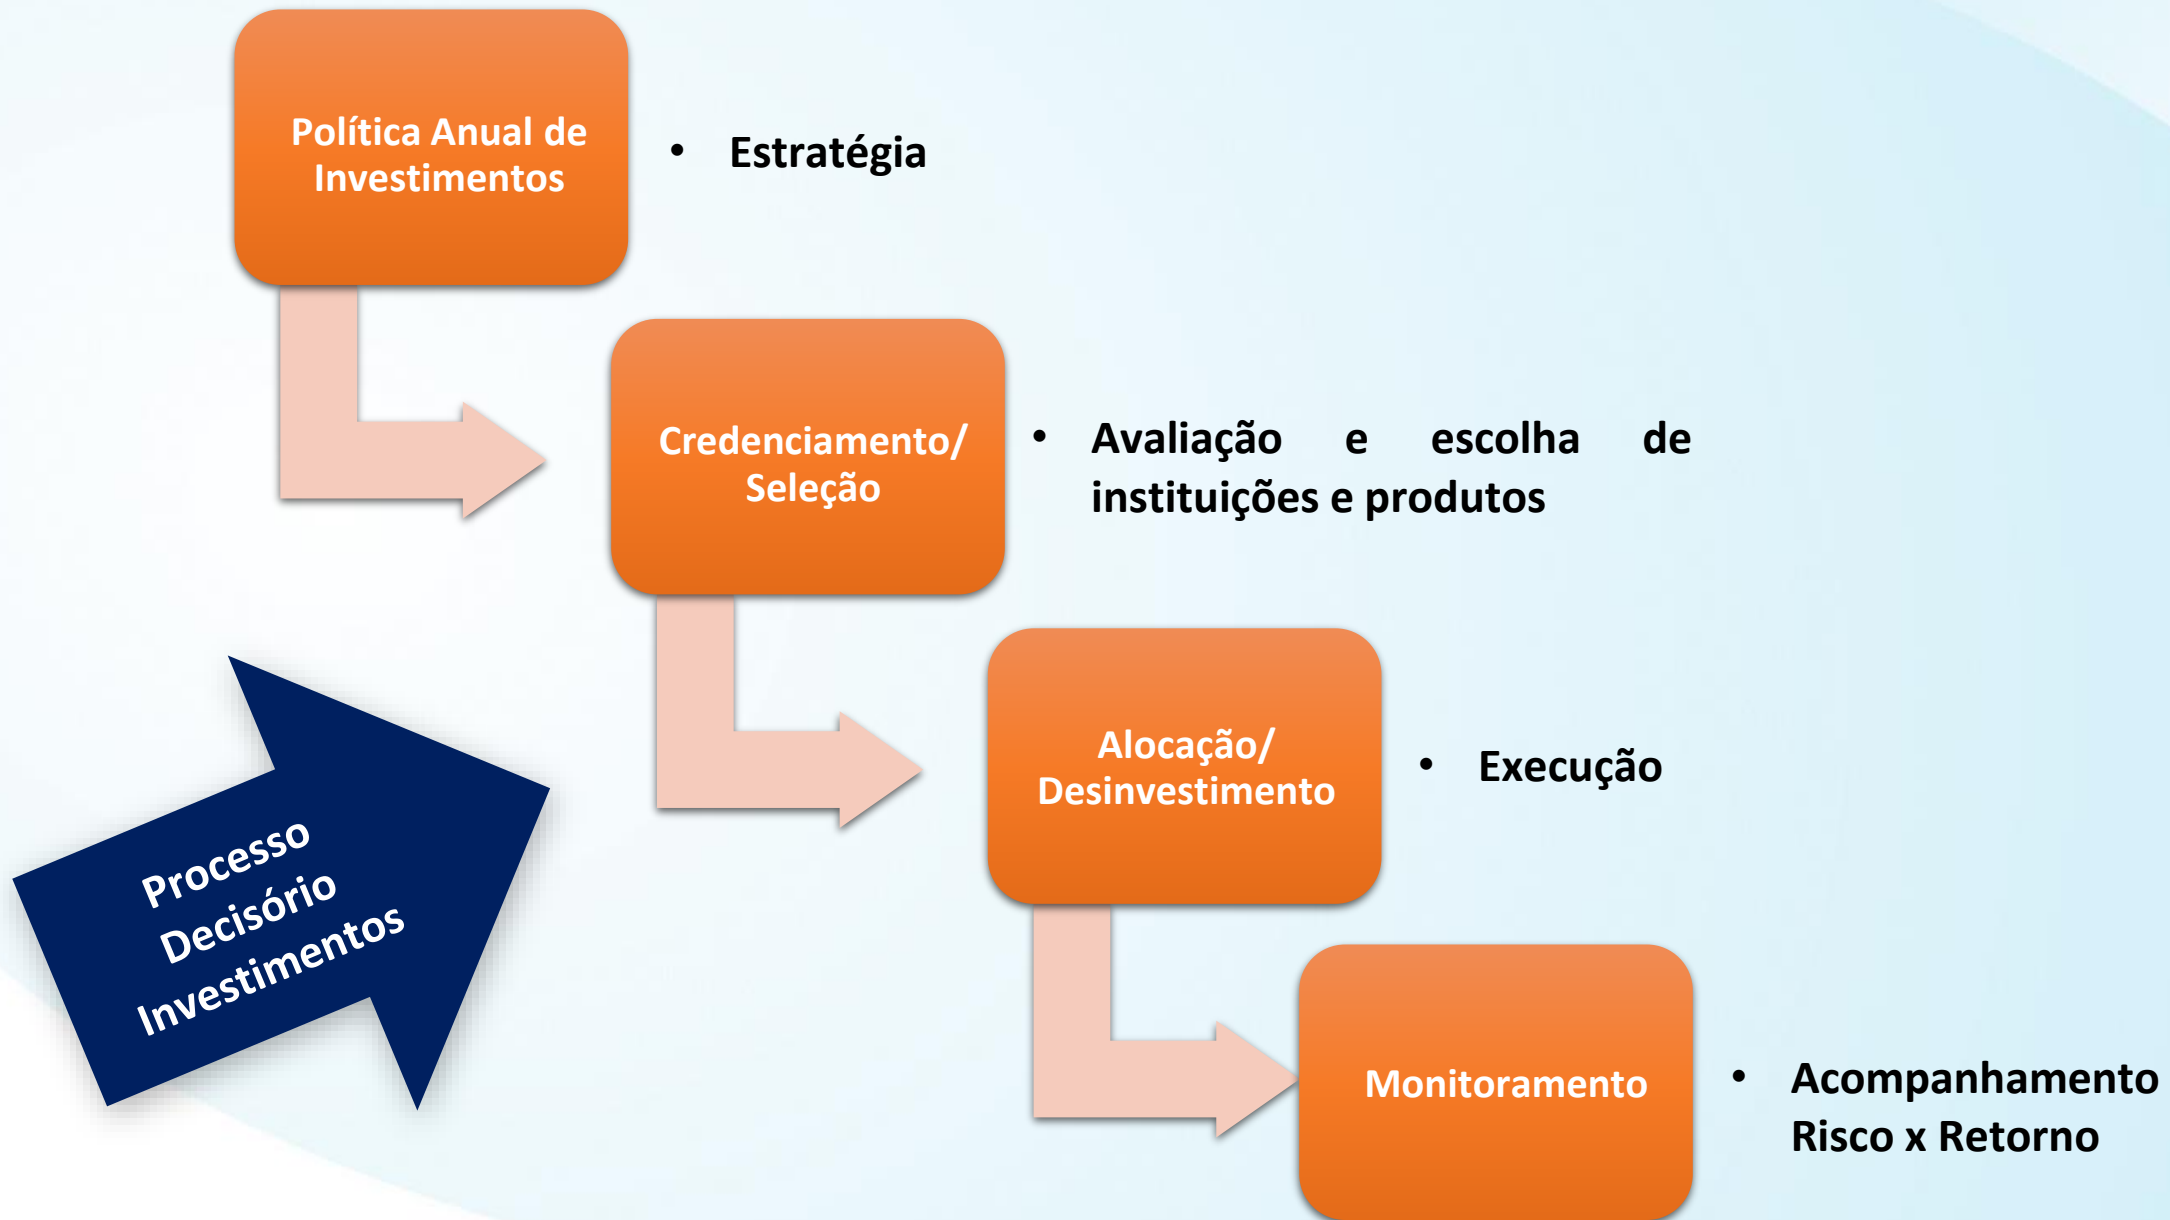 Política Anual de
Investimentos
• Estratégia
Credenciamento/
Seleção
• Avaliação e escolha de
instituições e produtos
Alocação/
Desinvestimento
• Execução
Processo
Decisório
Investimentos
Monitoramento
• Acompanhamento
Risco x Retorno